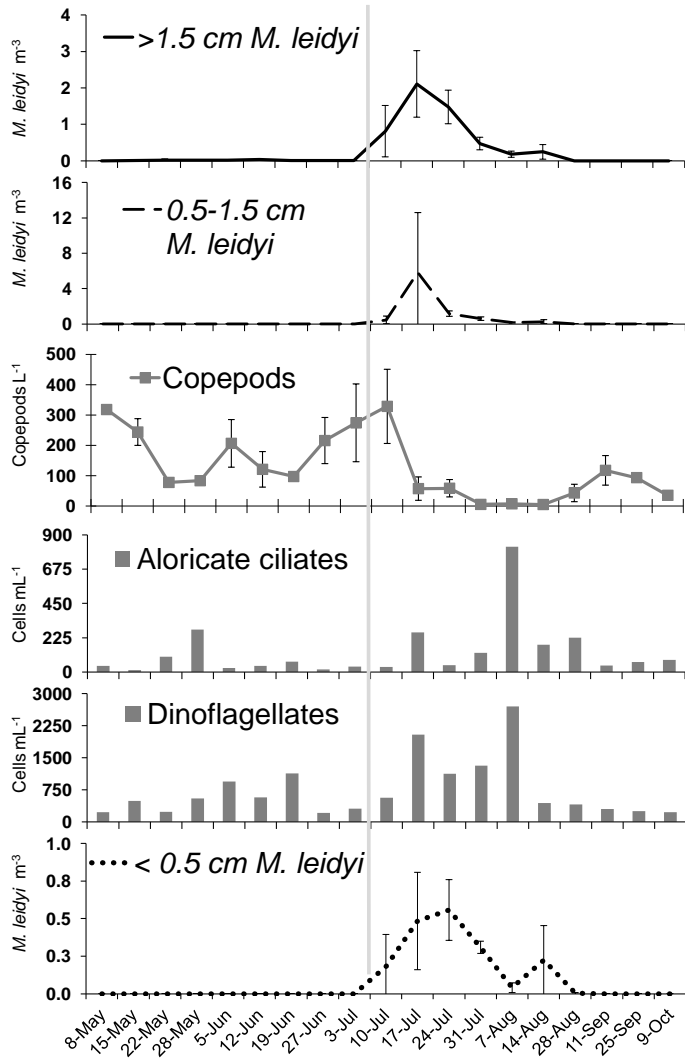 4
3
2
1
0
M. leidyi m⁻³
>1.5 cm M. leidyi
16
12
8
4
0
M. leidyi m⁻³
0.5-1.5 cm
M. leidyi
500
400
300
200
100
0
Copepods L⁻¹
Copepods
900
675
450
225
0
Cells mL⁻¹
Aloricate ciliates
3000
2250
1500
750
0
Cells mL⁻¹
Dinoflagellates
1.0
0.8
0.5
0.3
0.0
M. leidyi m⁻³
< 0.5 cm M. leidyi
8-May
15-May
22-May
28-May
5-Jun
12-Jun
19-Jun
27-Jun
3-Jul
10-Jul
17-Jul
24-Jul
31-Jul
7-Aug
14-Aug
28-Aug
11-Sep
25-Sep
9-Oct